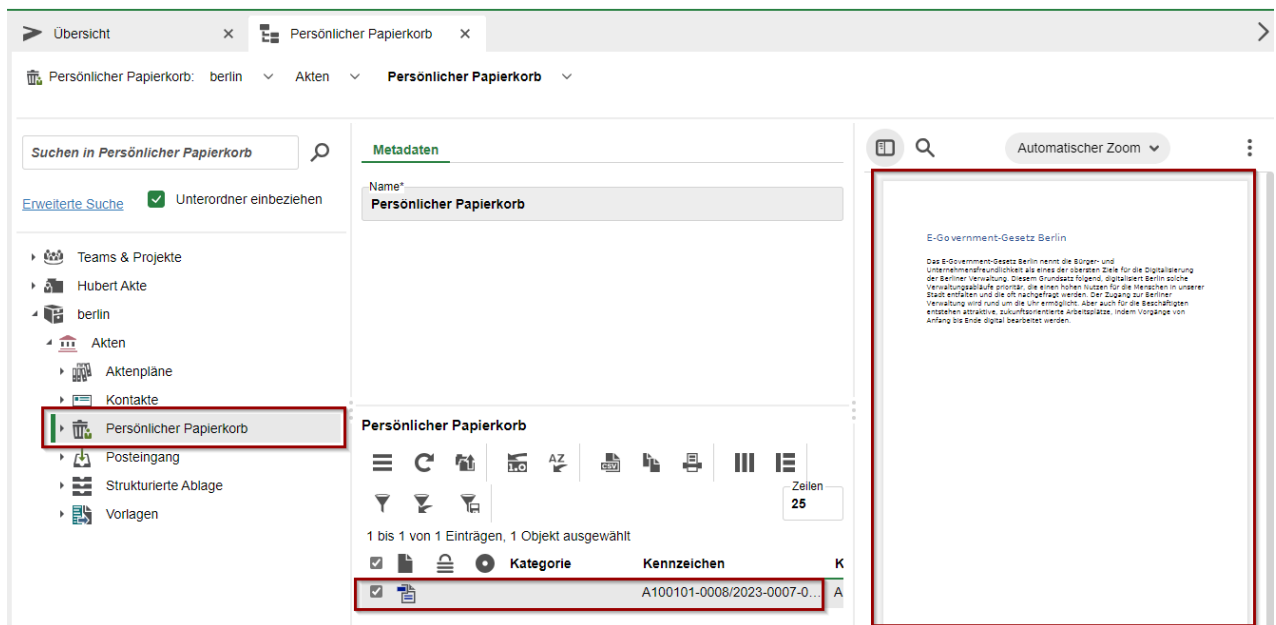 Übersicht
Persönlicher Papierkorb
Persönlicher Papierkorb: berlin Akten Persönlicher Papierkorb
Suchen in Persönlicher Papierkorb
Erweiterte Suche Unterordner einbeziehen
Teams & Projekte
Hubert Akte
berlin
Akten
Aktenpläne
Kontakte
Persönlicher Papierkorb
Posteingang
Strukturierte Ablage
Vorlagen
Metadaten
Name*
Persönlicher Papierkorb
Persönlicher Papierkorb
1.0 AZ CSV
Zeilen
25
1 bis 1 von 1 Einträgen, 1 Objekt ausgewählt
Kategorie Kennzeichen K
A100101-0008/2023-0007-0... A
Automatischer Zoom
E-Government-Gesetz Berlin
Das E-Government-Gesetz Berlin nennt die Bürger- und
Unternehmensfreundlichkeit als eines der obersten Ziele für die Digitalisierung
der Berliner Verwaltung. Diesem Grundsatz folgend, digitalisiert Berlin solche
Verwaltungsabläufe prioritär, die einen hohen Nutzen für die Menschen in unserer
Stadt entfalten und die oft nachgefragt werden. Der Zugang zur Berliner
Verwaltung wird rund um die Uhr ermöglicht. Aber auch für die Beschäftigten
entstehen attraktive, zukunftsorientierte Arbeitsplätze, indem Vorgänge von
Anfang bis Ende digital bearbeitet werden.